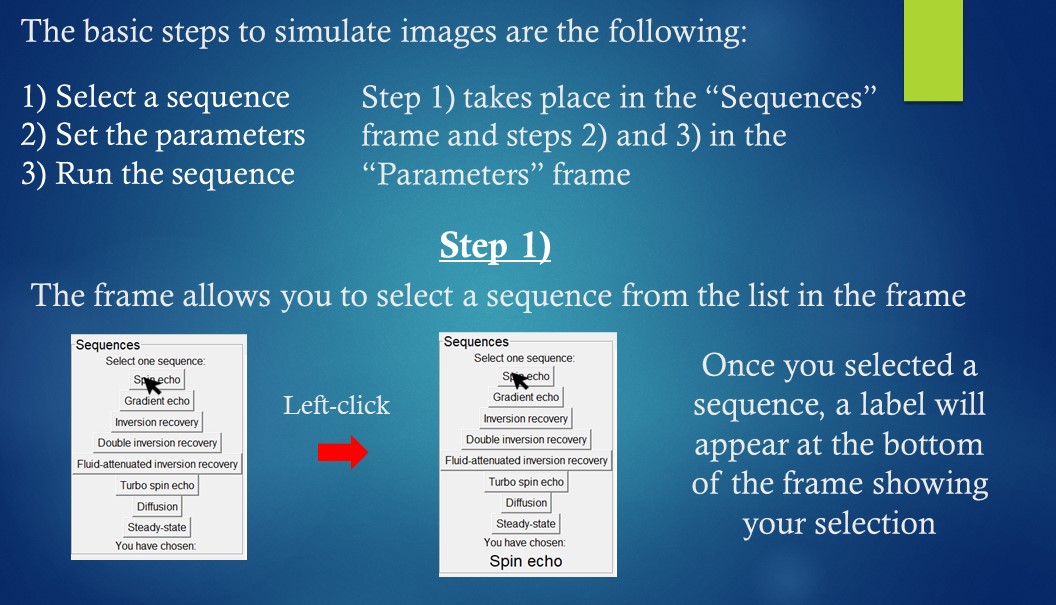 The basic steps to simulate images are the following:
1) Select a sequence
2) Set the parameters
3) Run the sequence
Step 1) takes place in the “Sequences”
frame and steps 2) and 3) in the
“Parameters” frame
Step 1)
The frame allows you to select a sequence from the list in the frame
Sequences
Select one sequence:
Spin echo
Gradient echo
Inversion recovery
Double inversion recovery
Fluid-attenuated inversion recovery
Turbo spin echo
Diffusion
Steady-state
You have chosen:
Left-click
Sequences
Select one sequence:
Spin echo
Gradient echo
Inversion recovery
Double inversion recovery
Fluid-attenuated inversion recovery
Turbo spin echo
Diffusion
Steady-state
You have chosen:
Spin echo
Once you selected a
sequence, a label will
appear at the bottom
of the frame showing
your selection